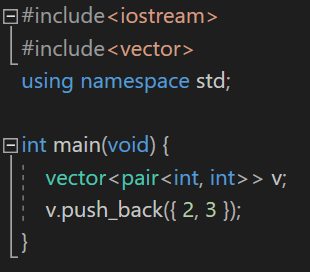 #include<iostream>
#include<vector>
using namespace std;
int main(void) {
vector<pair<int, int>> v;
v.push_back({ 2, 3 });
}